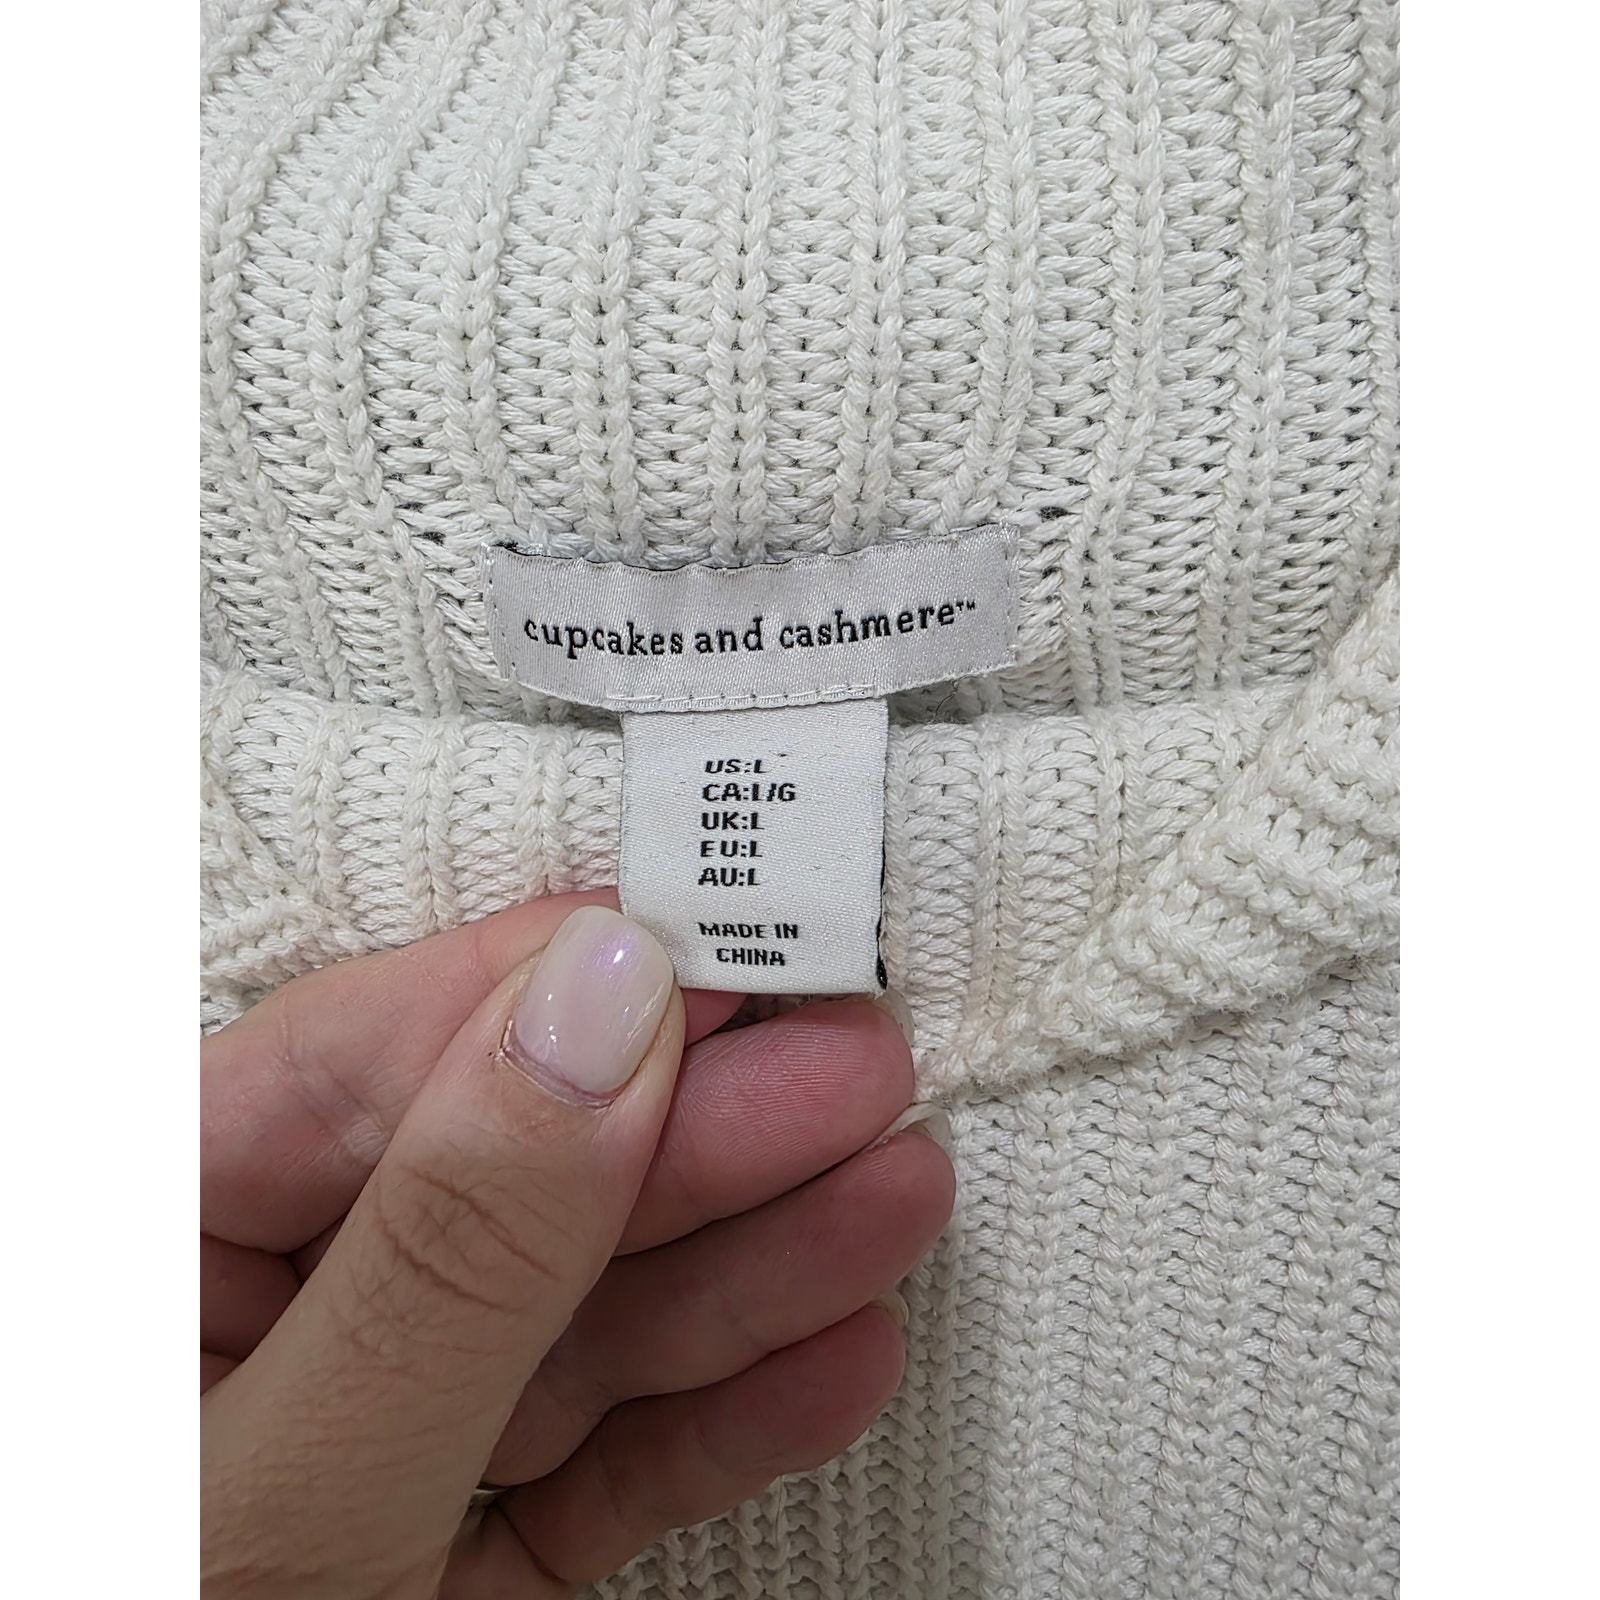 cupcakes and cashmere™
US:L
CA:L/G
UK:L
EU:L
AU:L
MADE IN
CHINA